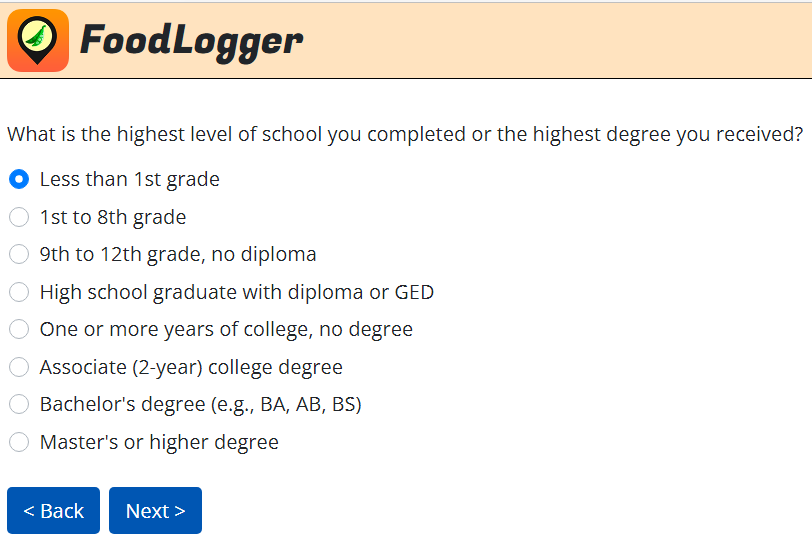 FoodLogger
What is the highest level of school you completed or the highest degree you received?
Less than 1st grade
1st to 8th grade
9th to 12th grade, no diploma
High school graduate with diploma or GED
One or more years of college, no degree
Associate (2-year) college degree
Bachelor's degree (e.g., BA, AB, BS)
Master's or higher degree
< Back Next >